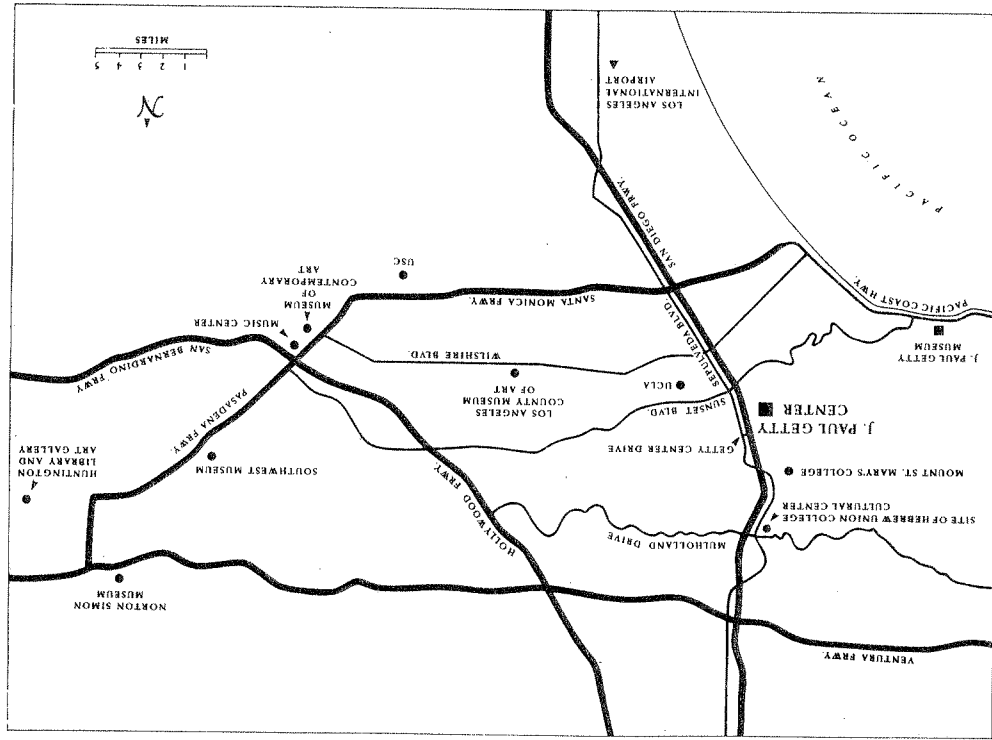 VENTURA FRWY.
NORTON SIMON
MUSEUM
MULHOLLAND DRIVE
HOLLYWOOD FRWY.
SITE OF HEBREW UNION COLLEGE
CULTURAL CENTER
MOUNT ST. MARY'S COLLEGE
HUNTINGTON
LIBRARY AND
ART GALLERY
SOUTHWEST MUSEUM
GETTY CENTER DRIVE
J. PAUL GETTY
CENTER
SUNSET BLVD.
UCLA
LOS ANGELES
COUNTY MUSEUM
OF ART
PASADENA FRWY.
SAN BERNARDINO FRWY
WILSHIRE BLVD.
SEPULVEDA BLVD.
J. PAUL GETTY
MUSEUM
PACIFIC COAST HWY.
MUSIC CENTER
MUSEUM
OF
CONTEMPORARY
ART
SANTA MONICA FRWY.
USC
SAN DIEGO FRWY.
PACIFIC OCEAN
LOS ANGELES
INTERNATIONAL
AIRPORT
N
1 2 3 4 5
MILES